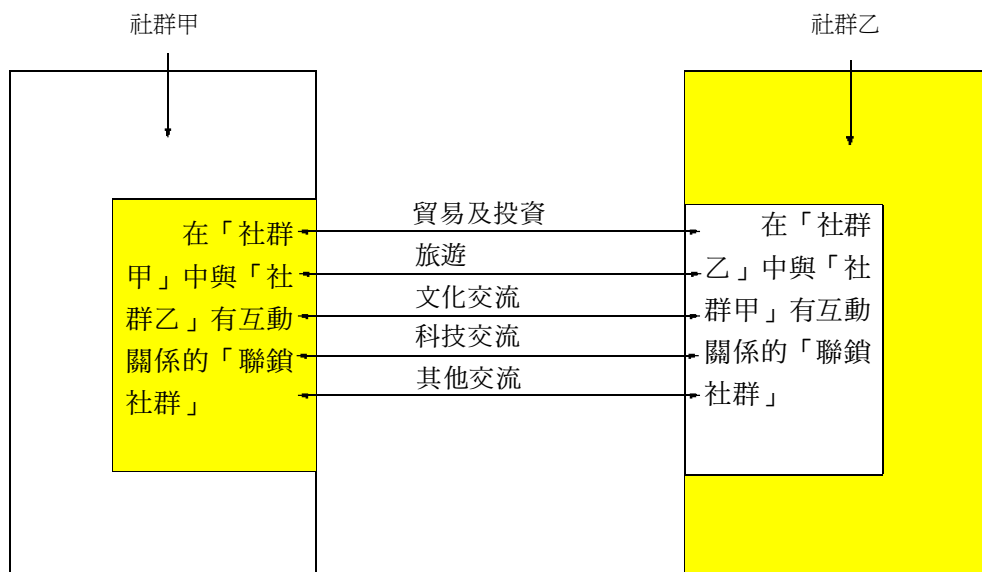 社群甲
社群乙
在「社群
甲」中與「社
群乙」有互動
關係的「聯鎖
社群」
貿易及投資
旅遊
文化交流
科技交流
其他交流
在「社群
乙」中與「社
群甲」有互動
關係的「聯鎖
社群」